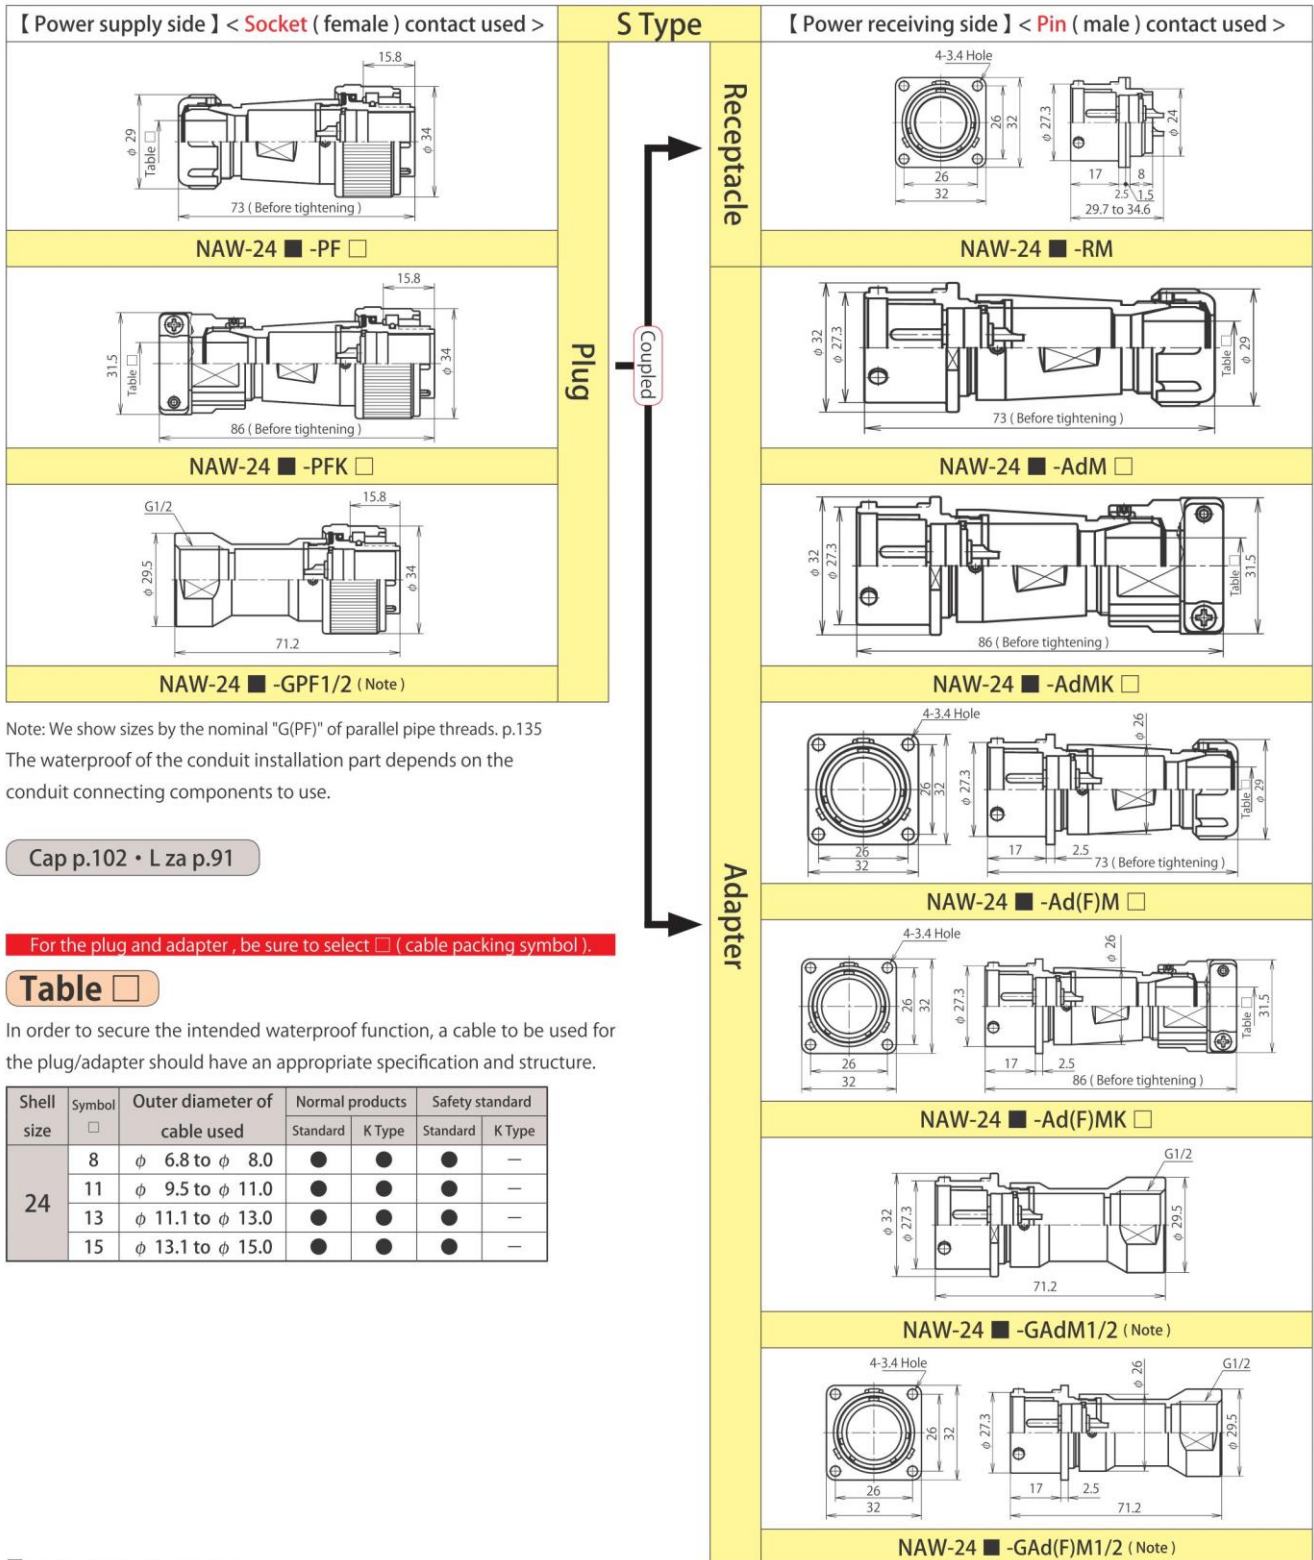 【 Power supply side 】 < Socket ( female ) contact used >
S Type
【 Power receiving side 】 < Pin ( male ) contact used >
15.8
φ 29
Table □
φ 34
73 ( Before tightening )
NAW-24 ■ -PF □
15.8
31.5
Table □
φ 34
86 ( Before tightening )
NAW-24 ■ -PFK □
G1/2
15.8
φ 29.5
φ 34
71.2
NAW-24 ■ -GPF1/2 ( Note )
Plug
Coupled
Receptacle
4-3.4 Hole
26
32
26
32
φ 27.3
φ 24
17
8
2.5
1.5
29.7 to 34.6
NAW-24 ■ -RM
Adapter
φ 32
φ 27.3
Table □
φ 29
73 ( Before tightening )
NAW-24 ■ -AdM □
φ 32
φ 27.3
Table □
31.5
86 ( Before tightening )
NAW-24 ■ -AdMK □
4-3.4 Hole
26
32
26
32
φ 27.3
φ 26
Table □
φ 29
17
2.5
73 ( Before tightening )
NAW-24 ■ -Ad(F)M □
4-3.4 Hole
26
32
26
32
φ 27.3
φ 26
Table □
31.5
17
2.5
86 ( Before tightening )
NAW-24 ■ -Ad(F)MK □
G1/2
φ 32
φ 27.3
φ 29.5
71.2
NAW-24 ■ -GAdM1/2 ( Note )
4-3.4 Hole
26
32
26
32
φ 27.3
φ 26
G1/2
φ 29.5
17
2.5
71.2
NAW-24 ■ -GAd(F)M1/2 ( Note )
Note: We show sizes by the nominal "G(PF)" of parallel pipe threads. p.135
The waterproof of the conduit installation part depends on the
conduit connecting components to use.
Cap p.102 • L za p.91
For the plug and adapter , be sure to select □ ( cable packing symbol ).
Table □
In order to secure the intended waterproof function, a cable to be used for
the plug/adapter should have an appropriate specification and structure.
Shell size Symbol □ Outer diameter of cable used Normal products Safety standard
Standard K Type Standard K Type
24 8 φ 6.8 to φ 8.0 ● ● ● —
11 φ 9.5 to φ 11.0 ● ● ● —
13 φ 11.1 to φ 13.0 ● ● ● —
15 φ 13.1 to φ 15.0 ● ● ● —